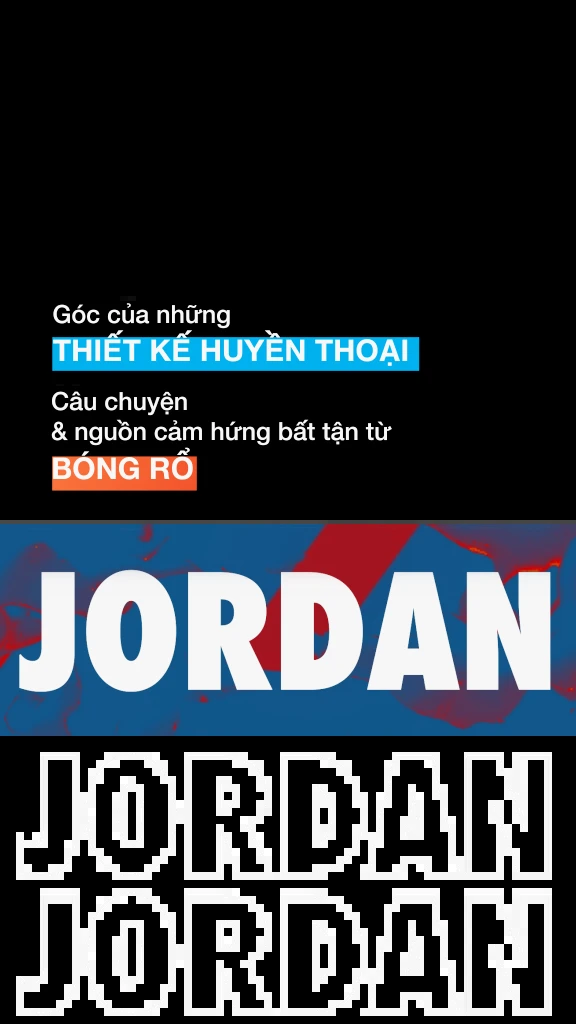 Góc của những
THIẾT KẾ HUYỀN THOẠI
Câu chuyện
& nguồn cảm hứng bất tận từ
BÓNG RỔ
JORDAN
JORDAN
JORDAN